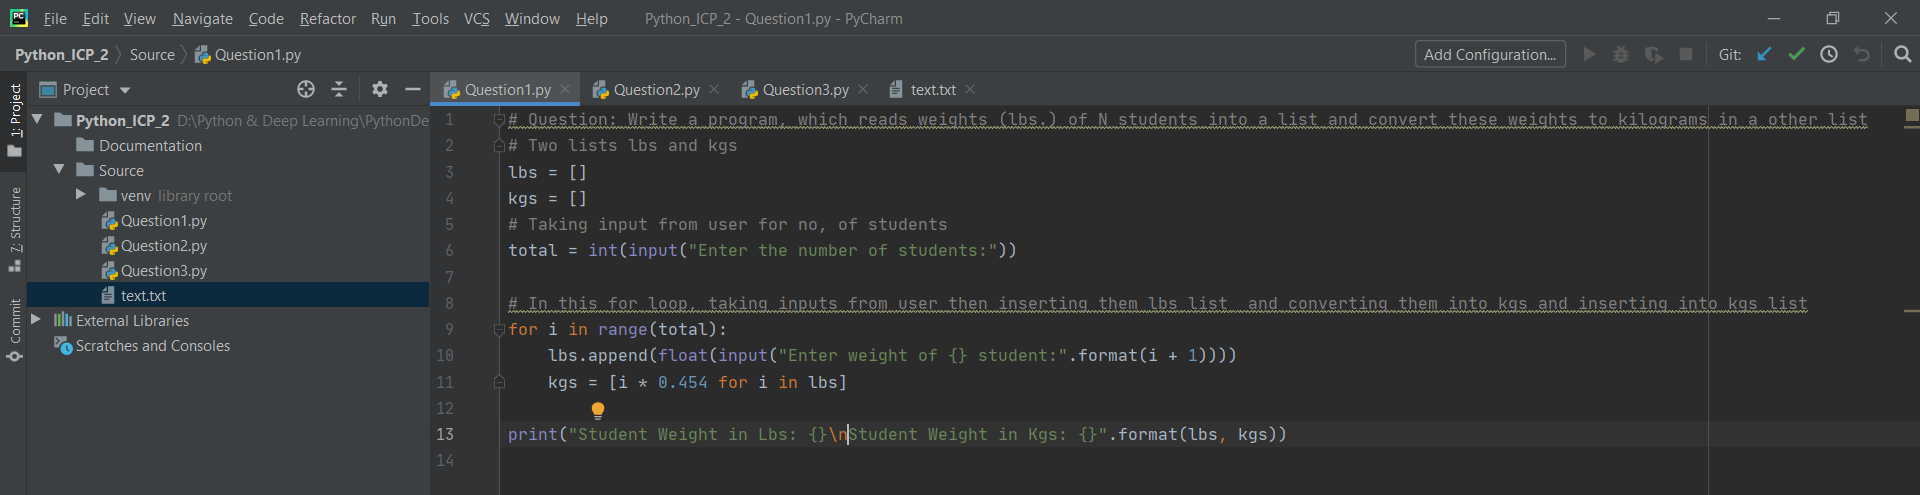 PC File Edit View Navigate Code Refactor Run Tools VCS Window Help Python_ICP_2 - Question1.py - PyCharm
Python_ICP_2 Source Question1.py Add Configuration... Git:
1: Project
7: Structure
Commit
Project
Python_ICP_2 D:\Python & Deep Learning\PythonDe
Documentation
Source
venv library root
Question1.py
Question2.py
Question3.py
text.txt
External Libraries
Scratches and Consoles
Question1.py Question2.py Question3.py text.txt
1 # Question: Write a program, which reads weights (lbs.) of N students into a list and convert these weights to kilograms in a other list
2 # Two lists lbs and kgs
3 lbs = []
4 kgs = []
5 # Taking input from user for no, of students
6 total = int(input("Enter the number of students:"))
7
8 # In this for loop, taking inputs from user then inserting them lbs list  and converting them into kgs and inserting into kgs list
9 for i in range(total):
10     lbs.append(float(input("Enter weight of {} student:".format(i + 1))))
11     kgs = [i * 0.454 for i in lbs]
12
13 print("Student Weight in Lbs: {}\nStudent Weight in Kgs: {}".format(lbs, kgs))
14